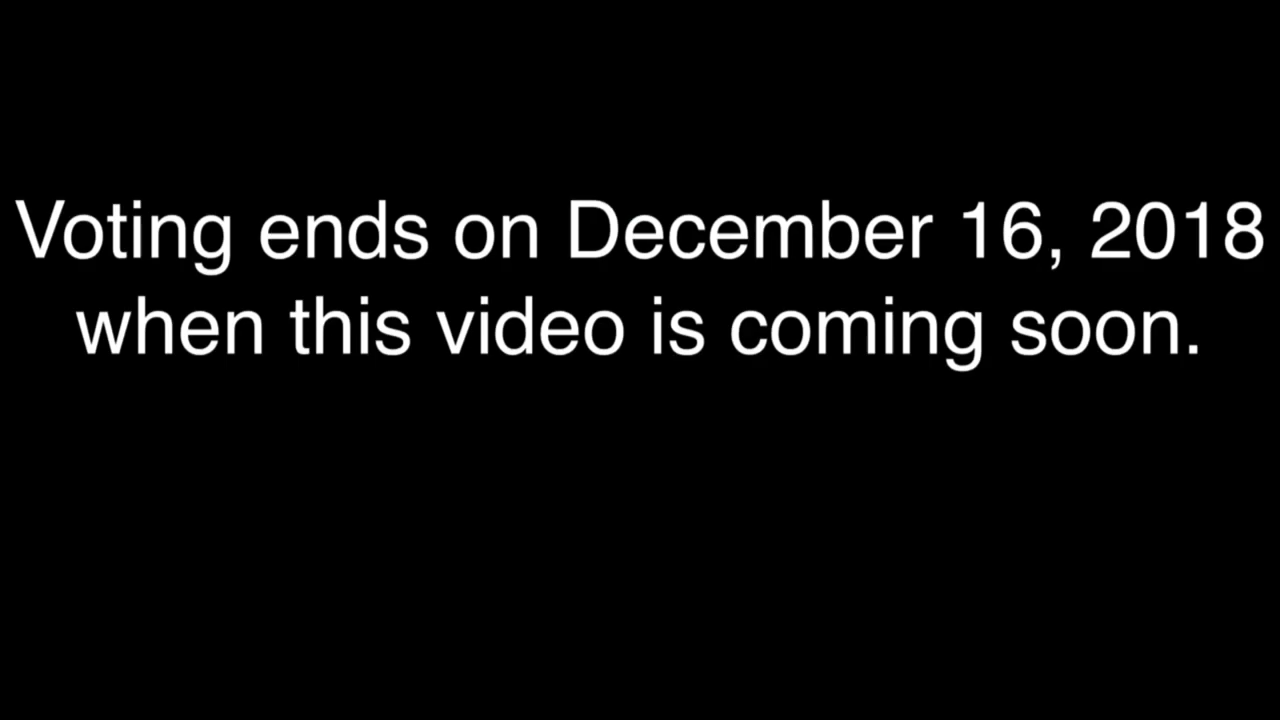 Voting ends on December 16, 2018
when this video is coming soon.